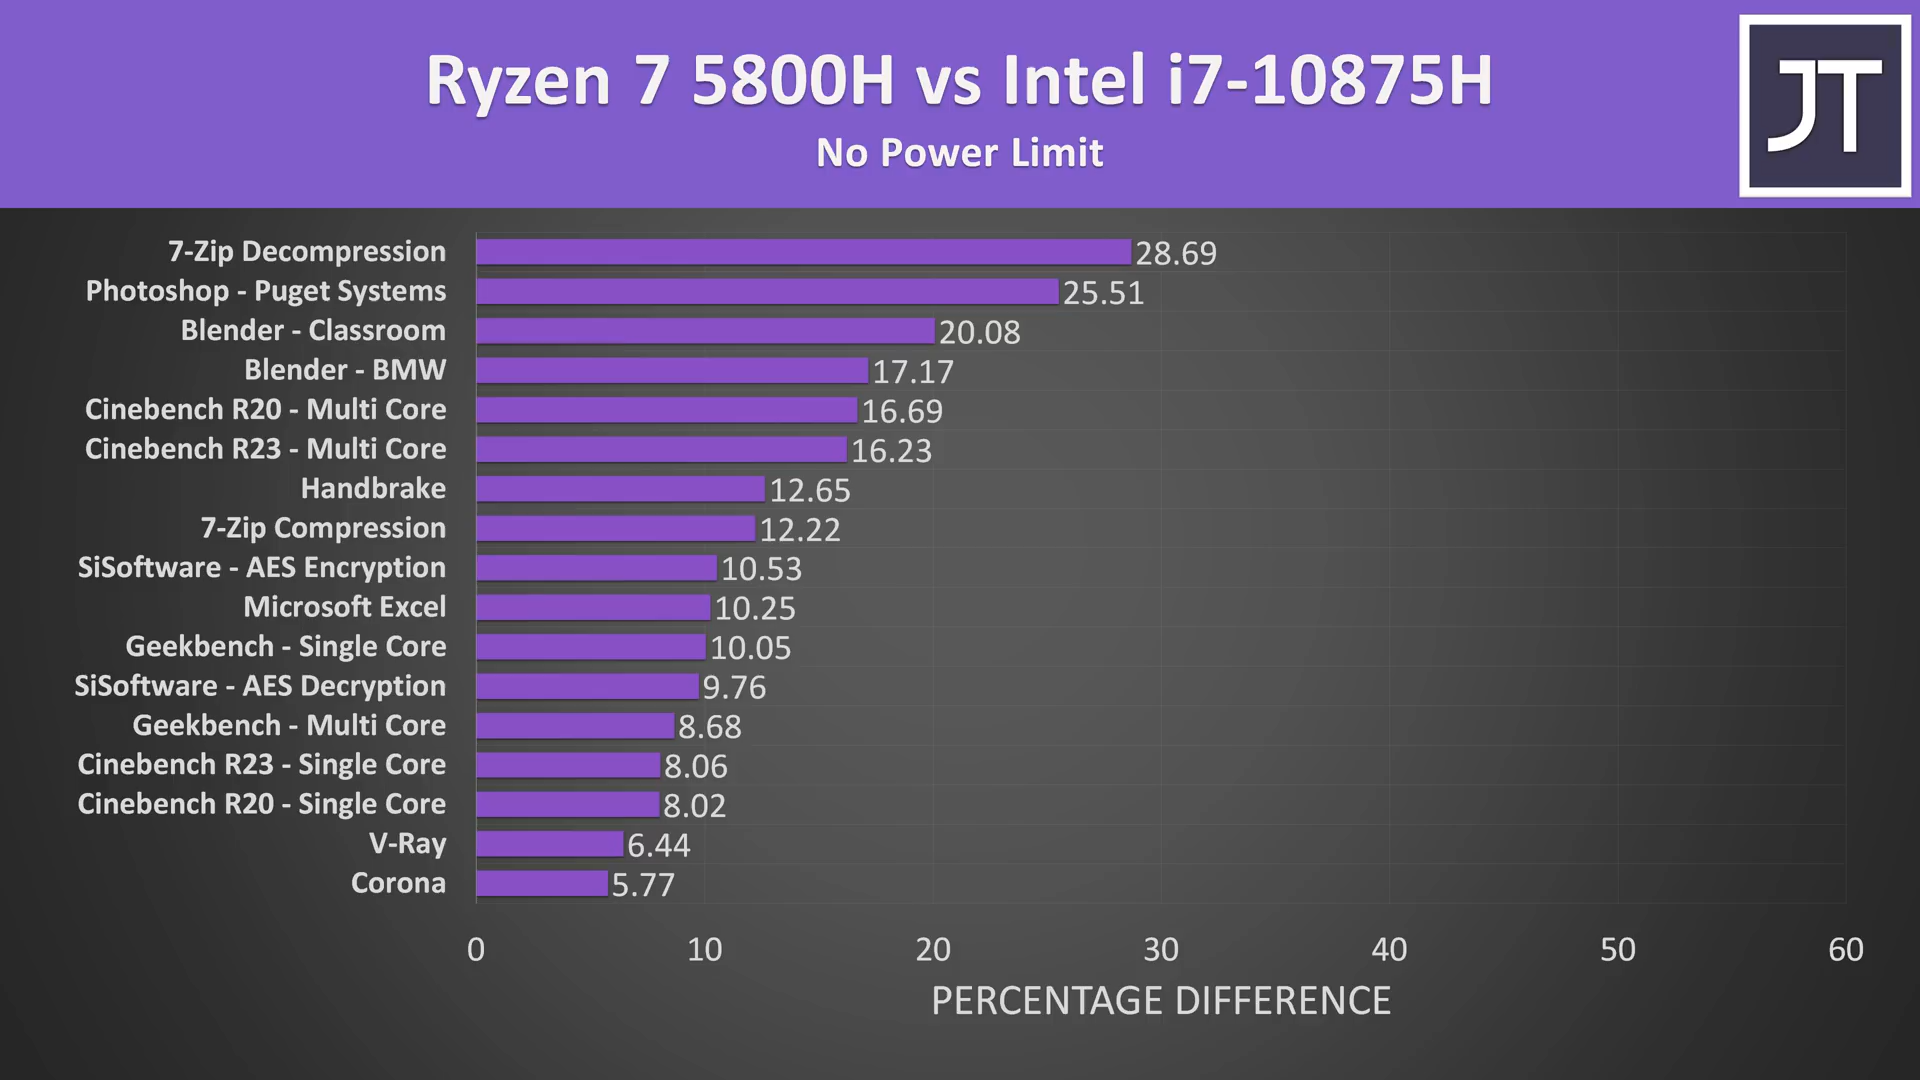 Ryzen 7 5800H vs Intel i7-10875H
No Power Limit
JT
7-Zip Decompression 28.69
Photoshop - Puget Systems 25.51
Blender - Classroom 20.08
Blender - BMW 17.17
Cinebench R20 - Multi Core 16.69
Cinebench R23 - Multi Core 16.23
Handbrake 12.65
7-Zip Compression 12.22
SiSoftware - AES Encryption 10.53
Microsoft Excel 10.25
Geekbench - Single Core 10.05
SiSoftware - AES Decryption 9.76
Geekbench - Multi Core 8.68
Cinebench R23 - Single Core 8.06
Cinebench R20 - Single Core 8.02
V-Ray 6.44
Corona 5.77
0 10 20 30 40 50 60
PERCENTAGE DIFFERENCE